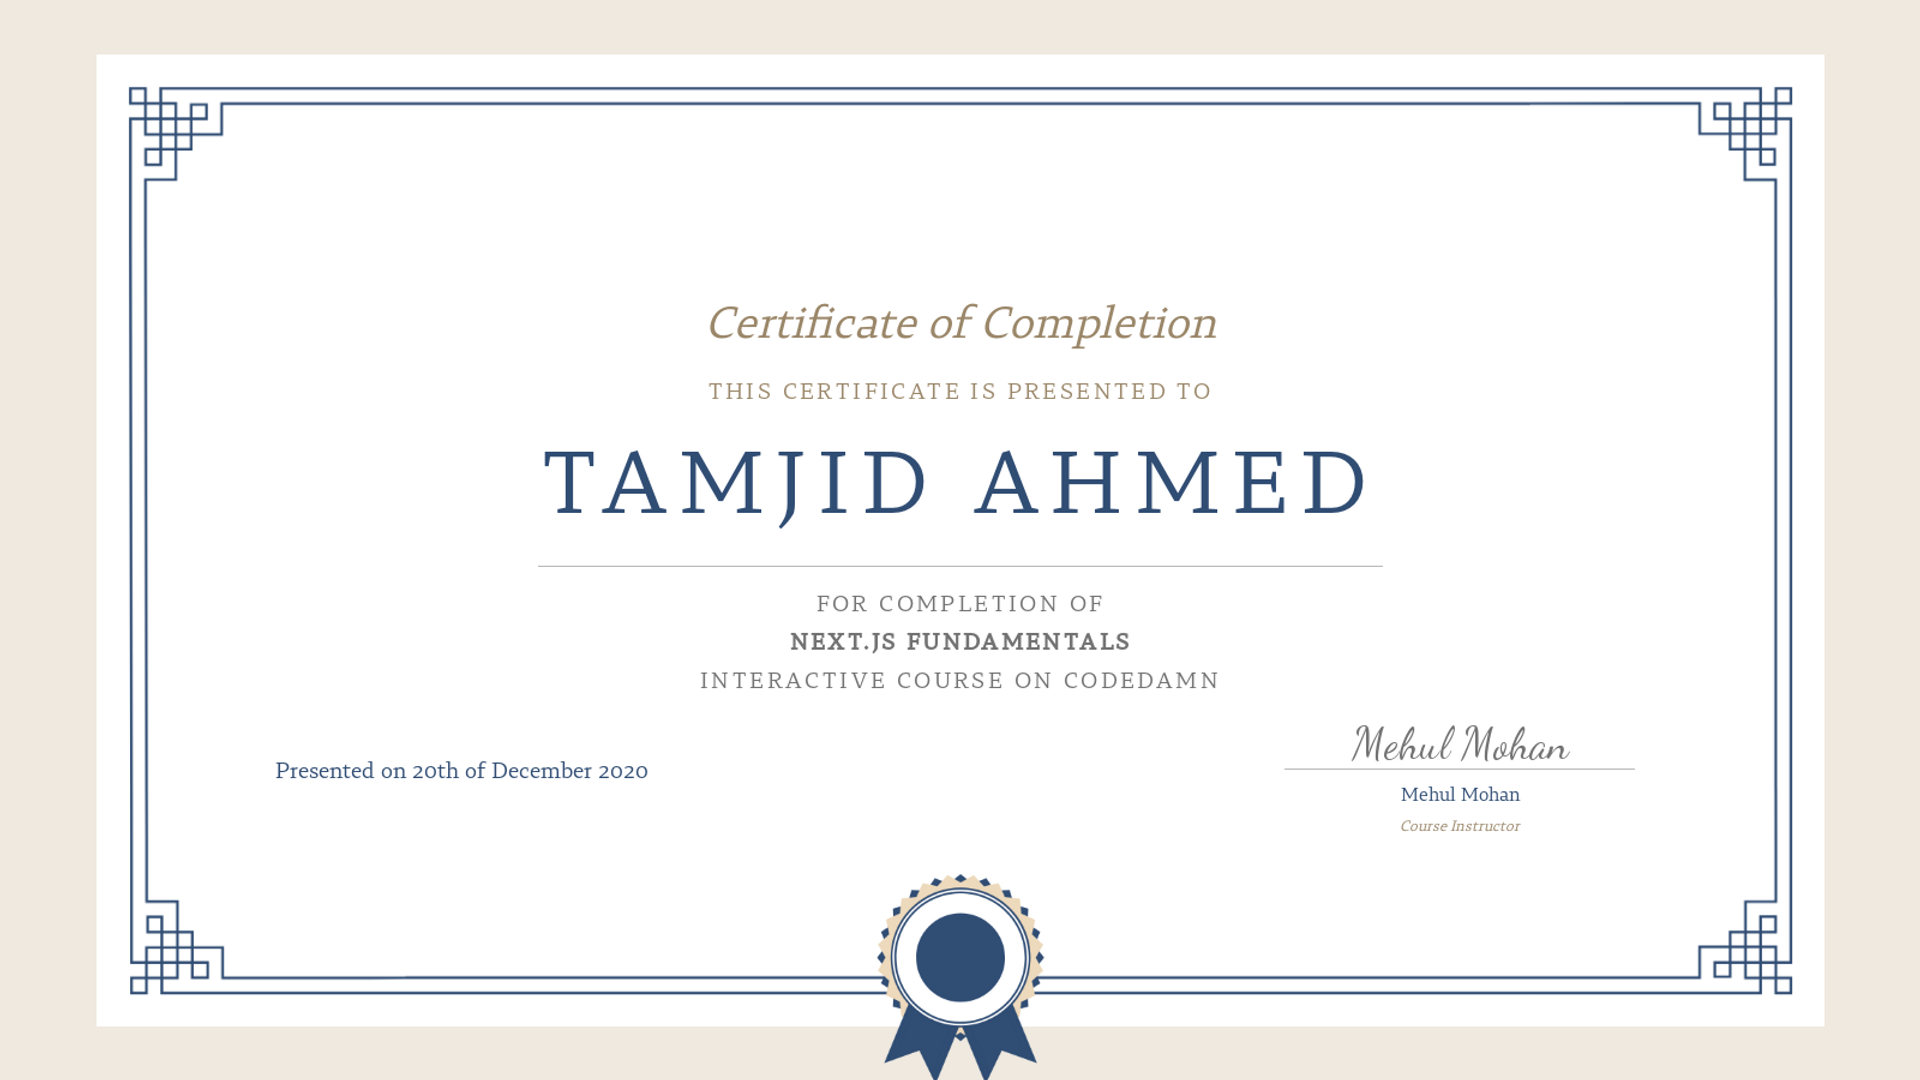 Certificate of Completion
THIS CERTIFICATE IS PRESENTED TO
TAMJID AHMED
FOR COMPLETION OF
NEXT.JS FUNDAMENTALS
INTERACTIVE COURSE ON CODEDAMN
Presented on 20th of December 2020
Mehul Mohan
Mehul Mohan
Course Instructor